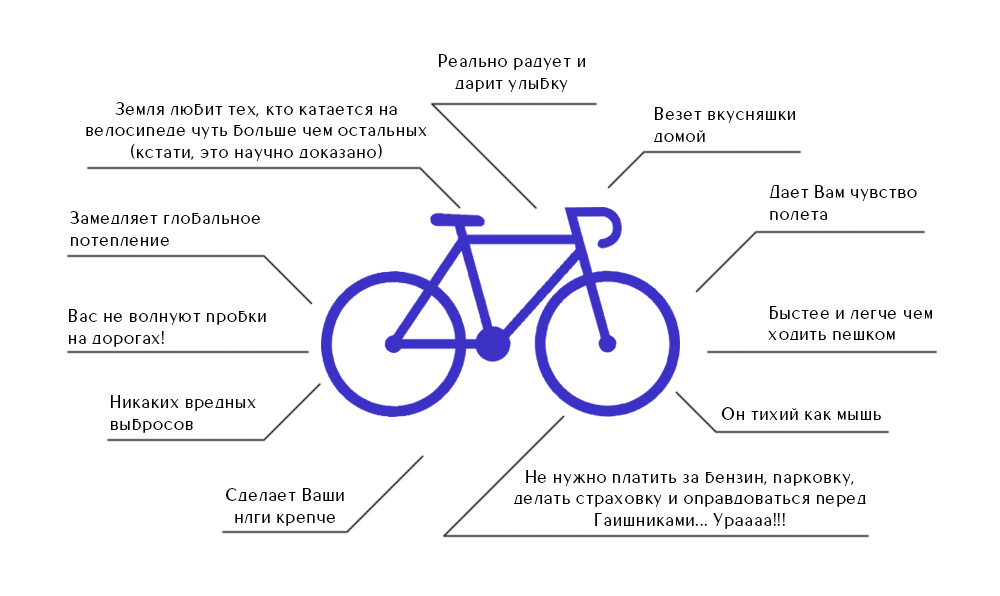 Реально радует и
дарит улыбку
Земля любит тех, кто катается на
велосипеде чуть больше чем остальных
(кстати, это научно доказано)
Везет вкусняшки
домой
Дает Вам чувство
полета
Замедляет глобальное
потепление
Вас не волнуют пробки
на дорогах!
Быстее и легче чем
ходить пешком
Никаких вредных
выбросов
Он тихий как мышь
Сделает Ваши
нлги крепче
Не нужно платить за бензин, парковку,
делать страховку и оправдоваться перед
Гаишниками... Ураааа!!!